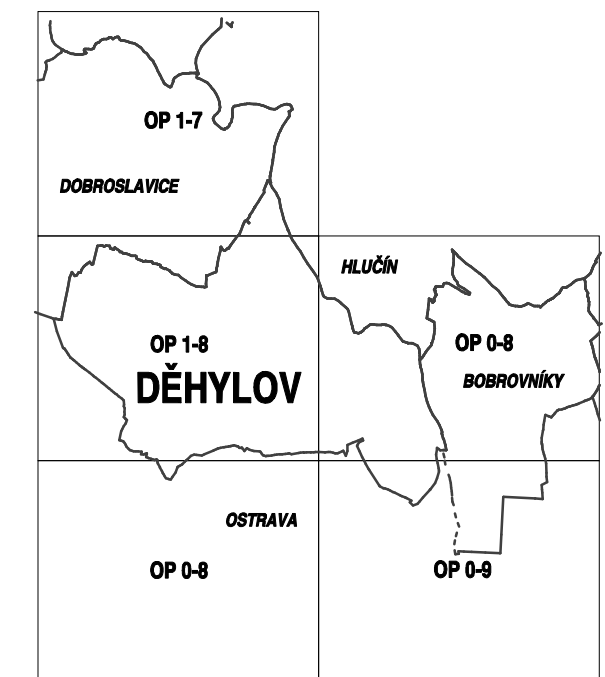 OP 1-7
DOBROSLAVICE
HLUČÍN
OP 1-8
OP 0-8
DĚHYLOV
BOBROVNÍKY
OSTRAVA
OP 0-8
OP 0-9